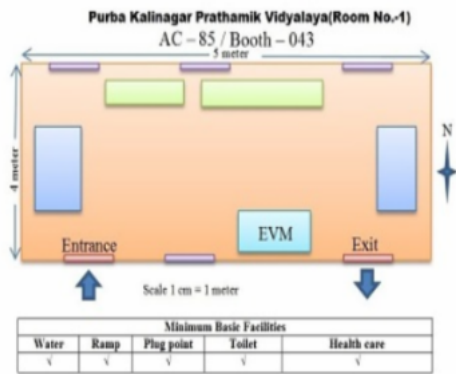 Purba Kalinagar Prathamik Vidyalaya(Room No.-1)
AC – 85 / Booth – 043
5 meter
4 meter
N
EVM
Entrance
Exit
Scale 1 cm = 1 meter
Minimum Basic Facilities
Water Ramp Plug point Toilet Health care
√ √ √ √ √